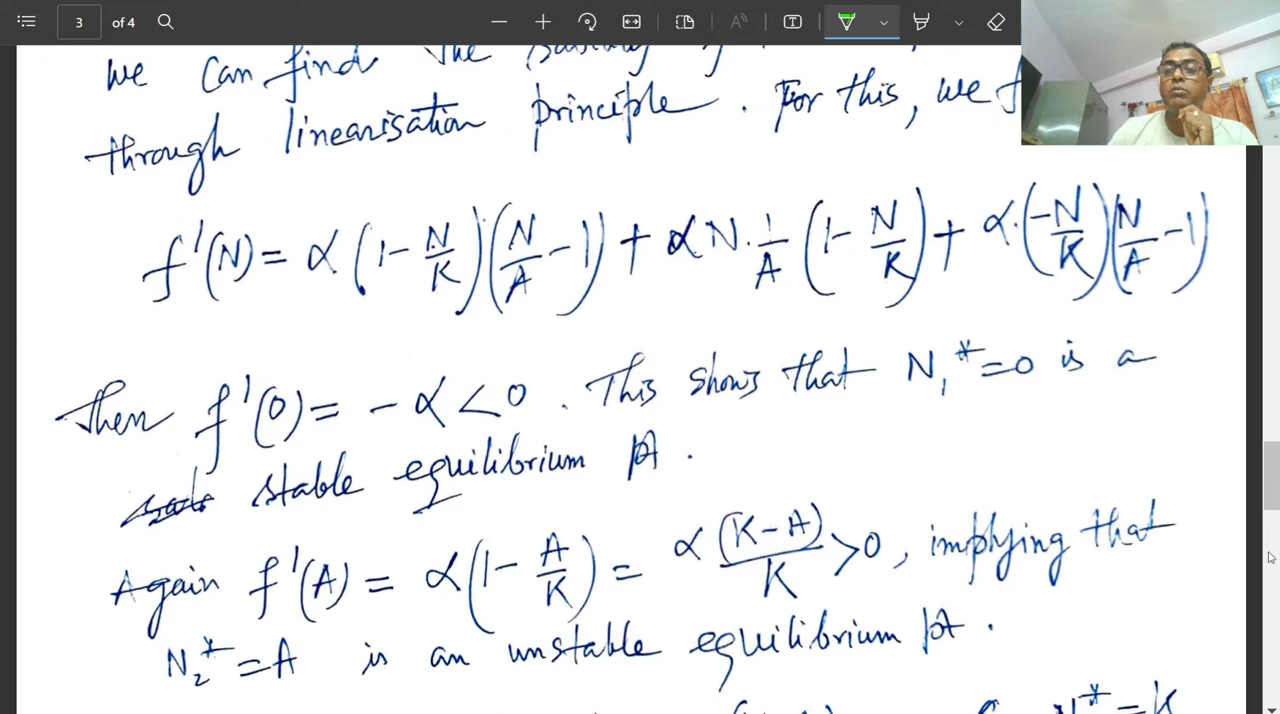 3 of 4
we can find the
through linearisation principle. For this, we f
f'(N) = α(1 - N/K)(N/A - 1) + αN · 1/A (1 - N/K) + α·(-N/K)(N/A - 1)
Then f'(0) = - α < 0. This shows that N₁* = 0 is a
stable equilibrium pt.
Again f'(A) = α(1 - A/K) = α (K - A)/K > 0, implying that
N₂* = A is an unstable equilibrium pt.
N* = K